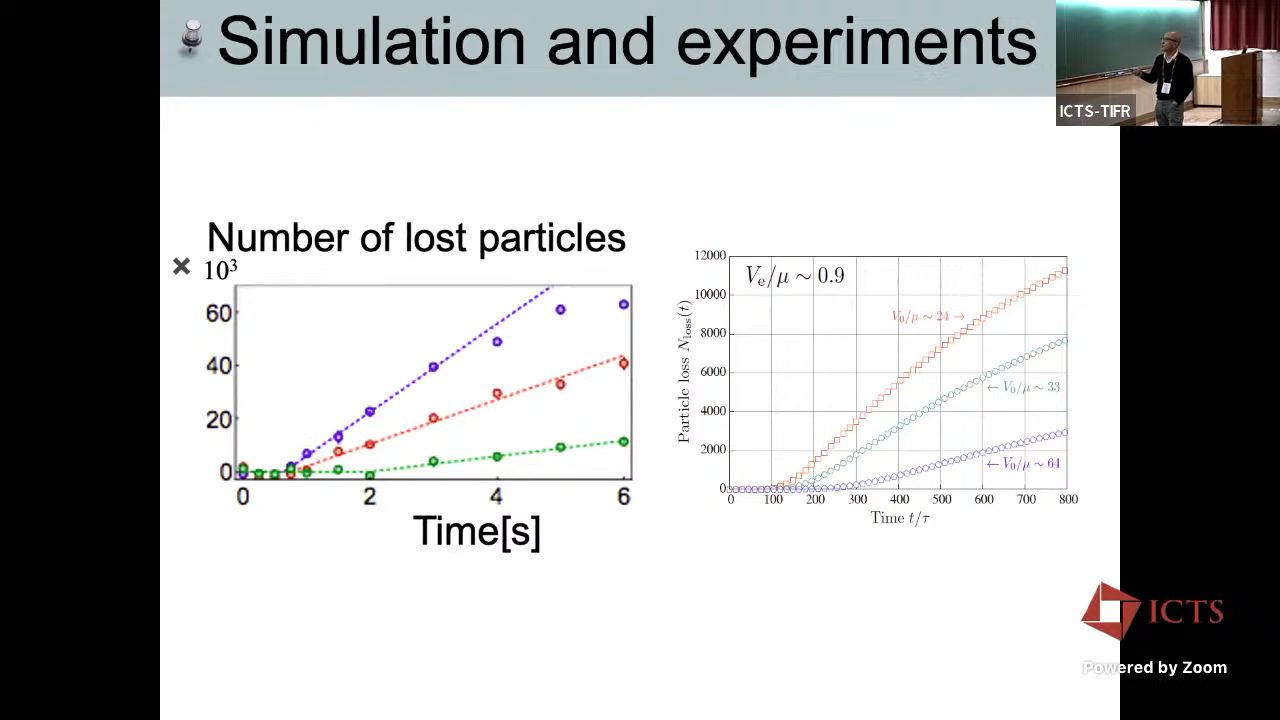 Simulation and experiments
ICTS-TIFR
Number of lost particles
× 10³
60
40
20
0
0 2 4 6
Time[s]
12000
10000
8000
6000
4000
2000
0
Particle loss N_loss(t)
V_e/μ ∼ 0.9
V_0/μ ∼ 24 →
← V_0/μ ∼ 33
← V_0/μ ∼ 64
0 100 200 300 400 500 600 700 800
Time t/τ
ICTS
Powered by Zoom